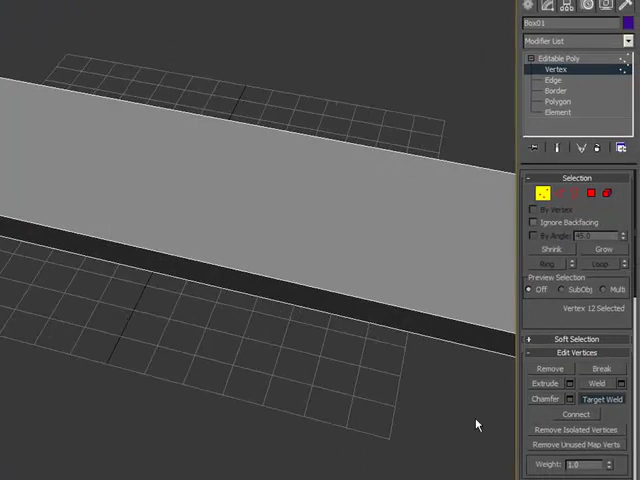 Box01
Modifier List
Editable Poly
Vertex
Edge
Border
Polygon
Element
Selection
By Vertex
Ignore Backfacing
By Angle: 45.0
Shrink Grow
Ring Loop
Preview Selection
Off SubObj Multi
Vertex 12 Selected
Soft Selection
Edit Vertices
Remove Break
Extrude Weld
Chamfer Target Weld
Connect
Remove Isolated Vertices
Remove Unused Map Verts
Weight: 1.0